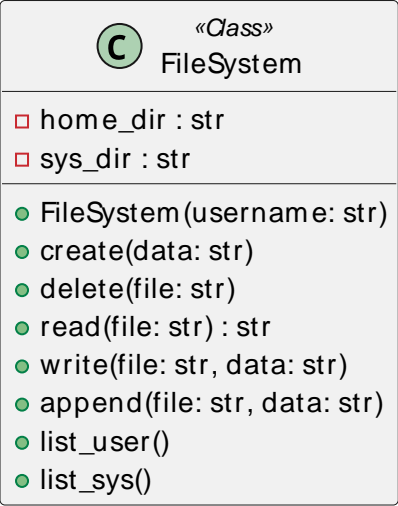 «Class»
C
FileSystem
home_dir : str
sys_dir : str
FileSystem(username: str)
create(data: str)
delete(file: str)
read(file: str) : str
write(file: str, data: str)
append(file: str, data: str)
list_user()
list_sys()